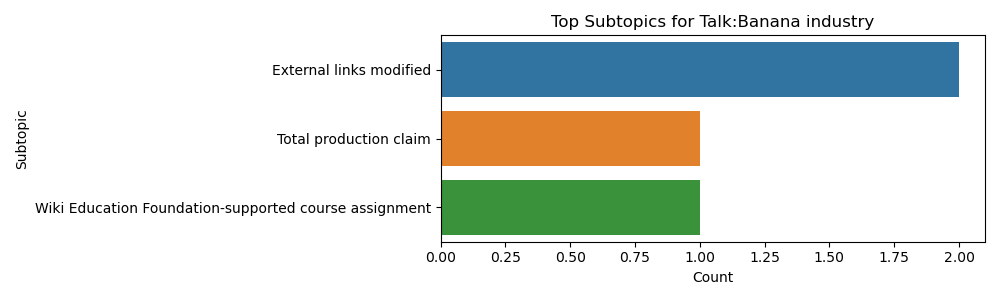 Top Subtopics for Talk:Banana industry
Subtopic
External links modified
Total production claim
Wiki Education Foundation-supported course assignment
0.00 0.25 0.50 0.75 1.00 1.25 1.50 1.75 2.00
Count